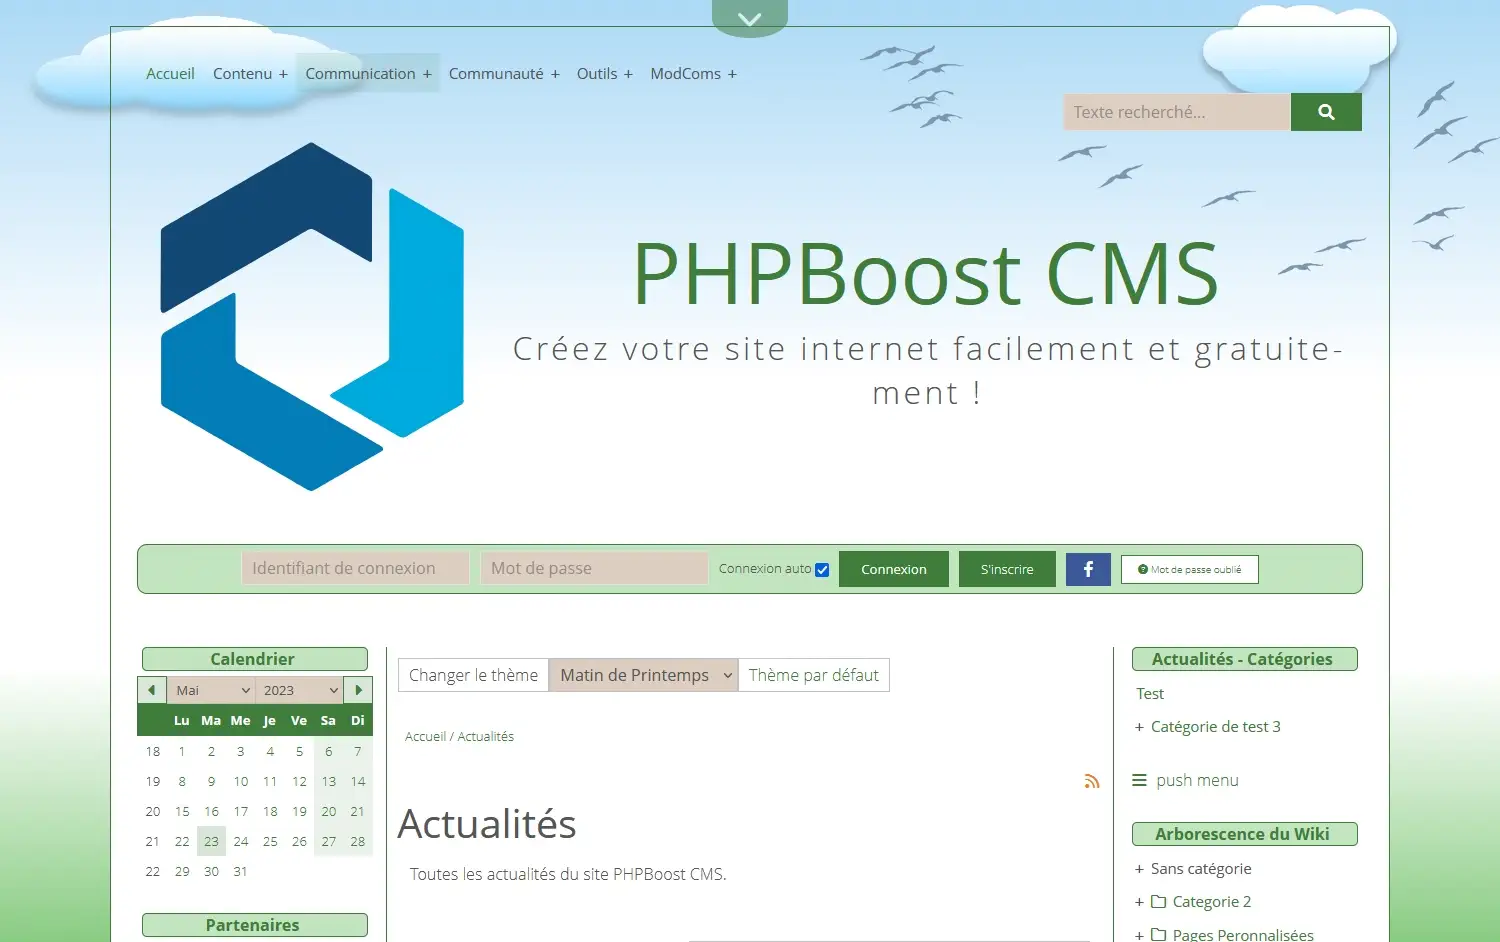 Accueil Contenu + Communication + Communauté + Outils + ModComs +
Texte recherché...
PHPBoost CMS
Créez votre site internet facilement et gratuite-
ment !
Identifiant de connexion Mot de passe Connexion auto Connexion S'inscrire Mot de passe oublié
Calendrier
Mai 2023
Lu Ma Me Je Ve Sa Di
18 1 2 3 4 5 6 7
19 8 9 10 11 12 13 14
20 15 16 17 18 19 20 21
21 22 23 24 25 26 27 28
22 29 30 31
Partenaires
Changer le thème Matin de Printemps Thème par défaut
Accueil / Actualités
Actualités
Toutes les actualités du site PHPBoost CMS.
Actualités - Catégories
Test
+ Catégorie de test 3
push menu
Arborescence du Wiki
+ Sans catégorie
+ Categorie 2
+ Pages Peronnalisées